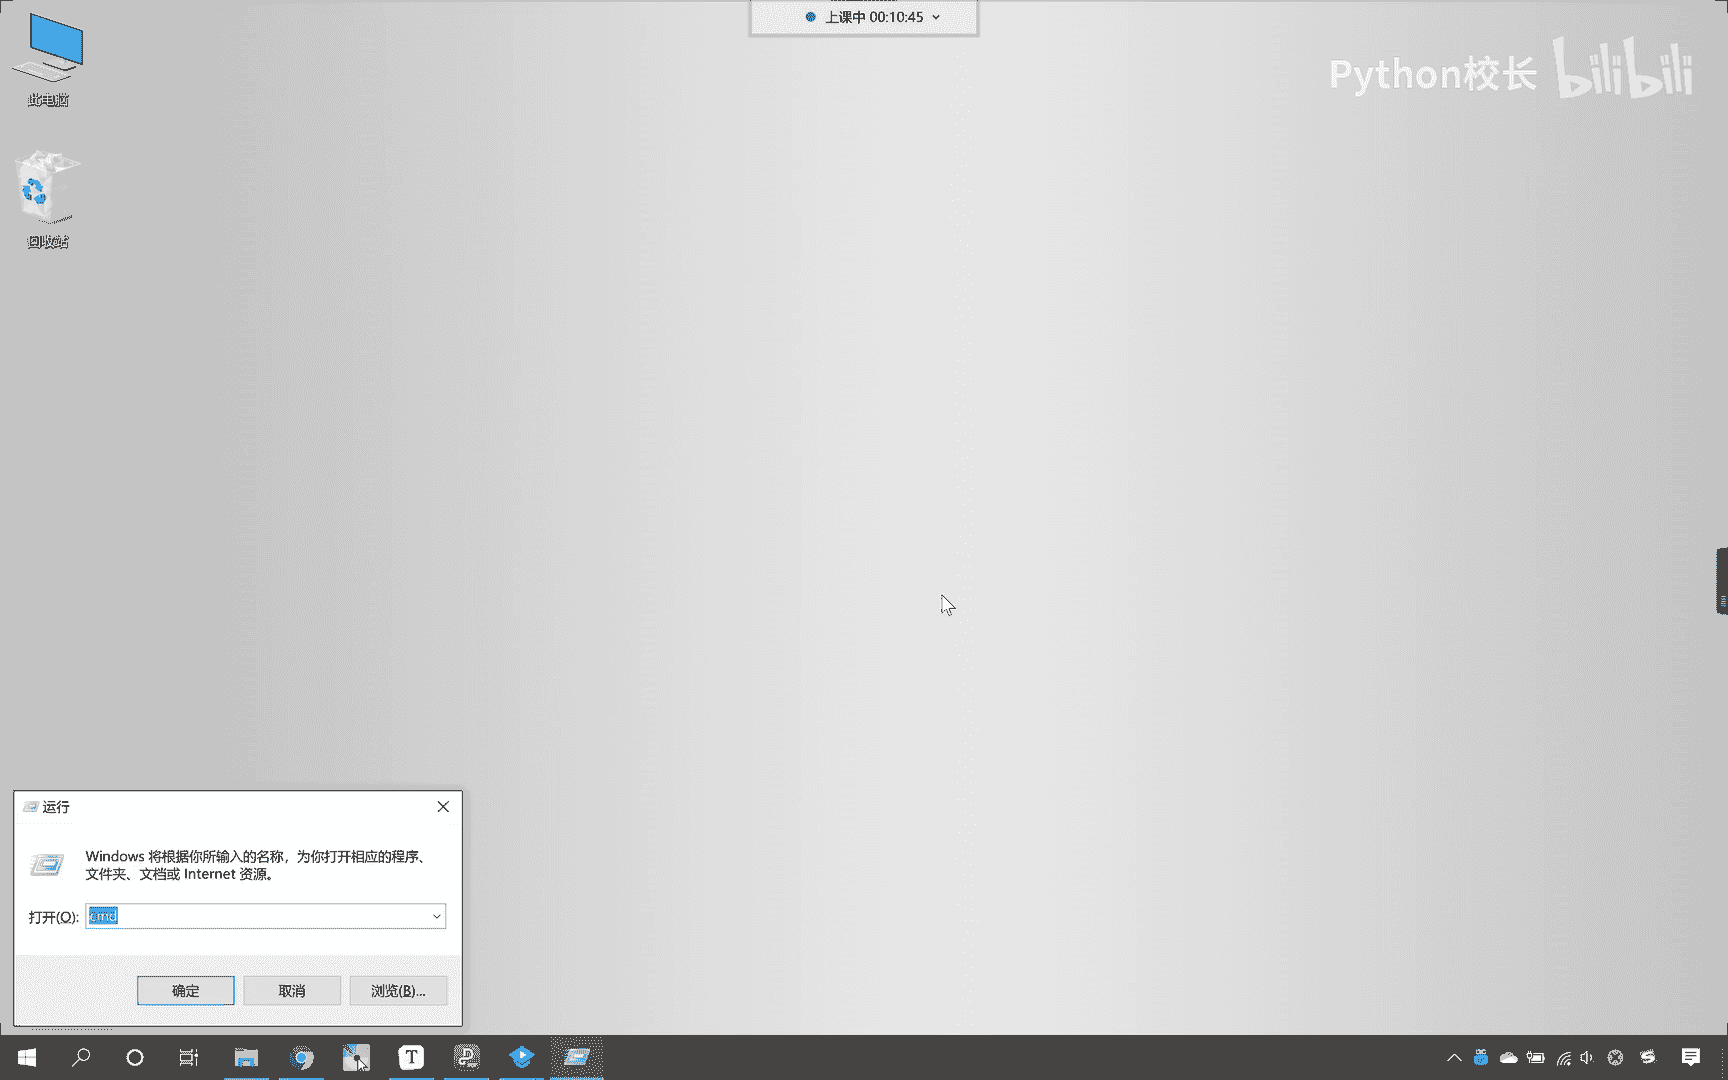 上课中 00:10:45
Python校长 bilibili
此电脑
回收站
运行
Windows 将根据你所输入的名称，为你打开相应的程序、
文件夹、文档或 Internet 资源。
打开(O): cmd
确定 取消 浏览(B)...